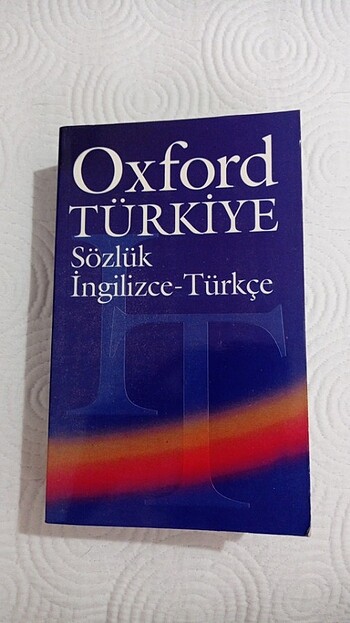 Oxford
TÜRKİYE
Sözlük
İngilizce-Türkçe
İT